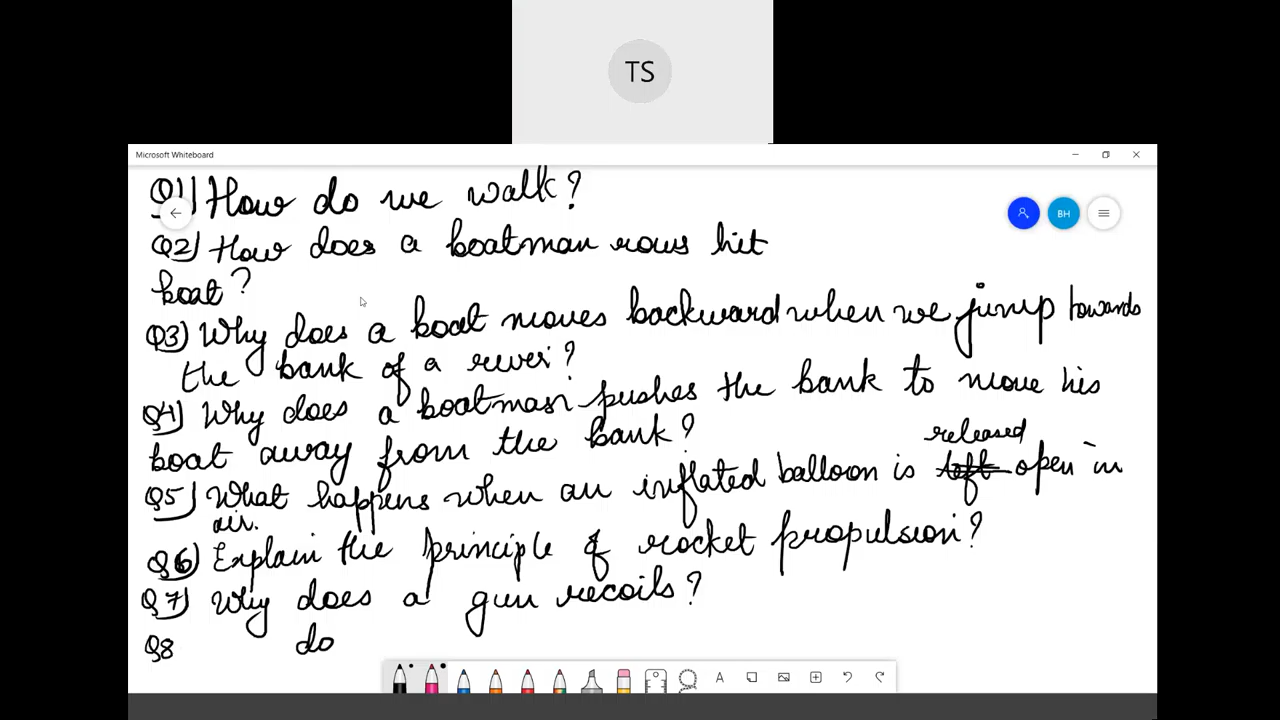 TS
Microsoft Whiteboard
Q1) How do we walk?
Q2) How does a boatman rows hit
boat?
Q3) Why does a boat moves backward when we jump towards
the bank of a river?
Q4) Why does a boatman pushes the bank to move his
boat away from the bank?
released
Q5) What happens when an inflated balloon is left open in
air.
Q6) Explain the principle of rocket propulsion?
Q7) Why does a gun recoils?
Q8 do
BH
A